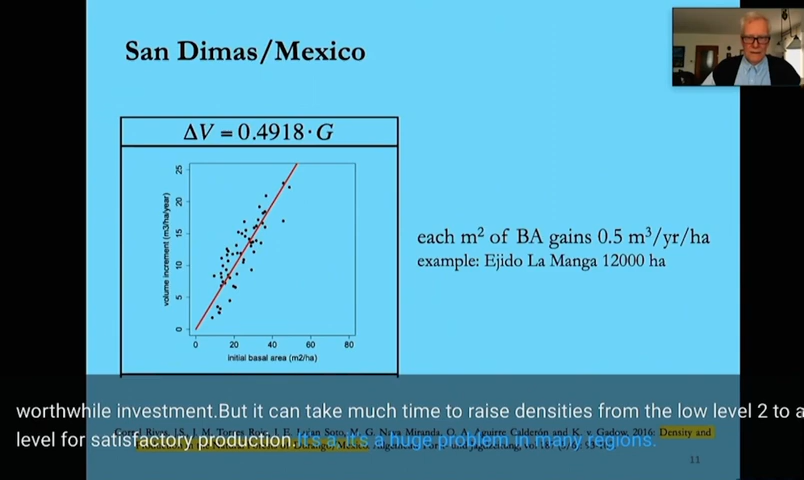 San Dimas/Mexico
ΔV = 0.4918·G
25
20
15
10
5
0
volume increment (m3/ha/year)
0 20 40 60 80
initial basal area (m2/ha)
each m² of BA gains 0.5 m³/yr/ha
example: Ejido La Manga 12000 ha
worthwhile investment.But it can take much time to raise densities from the low level 2 to a
level for satisfactory production.It's a-It's a huge problem in many regions.
2016: Density and
11